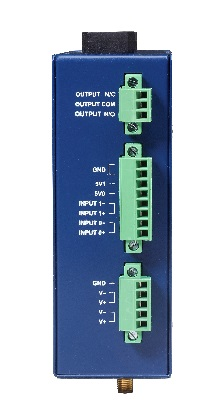 OUTPUT N/C
OUTPUT COM
OUTPUT N/O
GND
5V1
5V0
INPUT 1-
INPUT 1+
INPUT 0-
INPUT 0+
GND
V-
V+
V-
V+